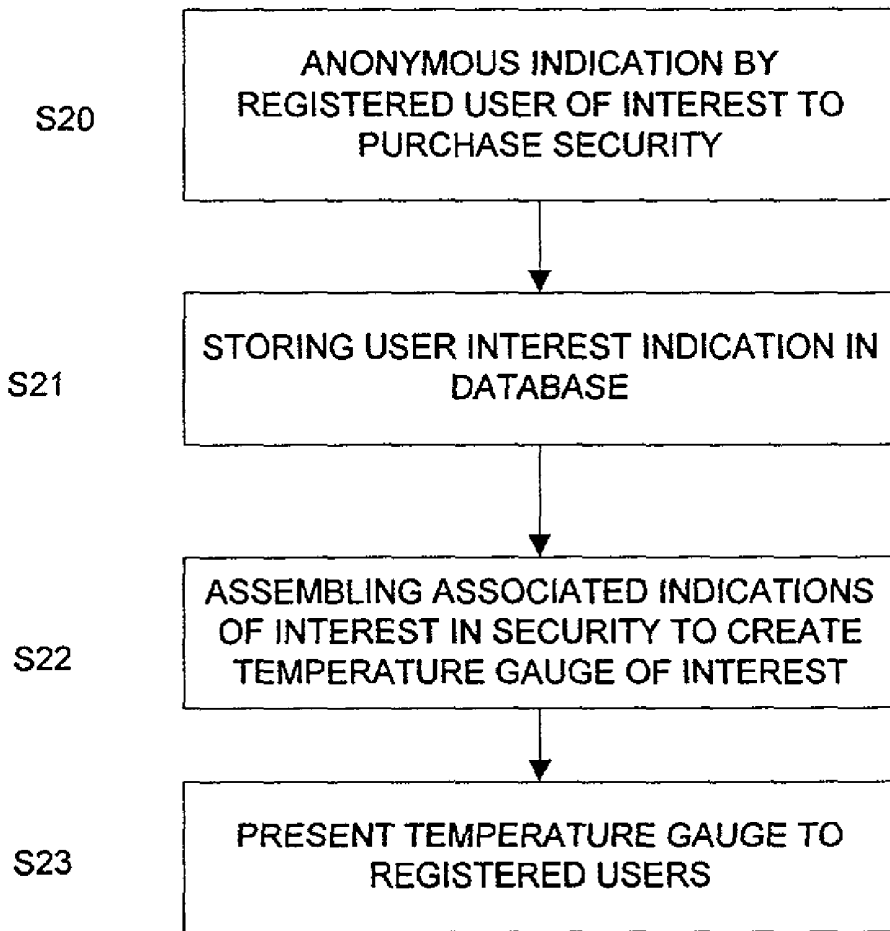 S20
ANONYMOUS INDICATION BY
REGISTERED USER OF INTEREST TO
PURCHASE SECURITY
S21
STORING USER INTEREST INDICATION IN
DATABASE
S22
ASSEMBLING ASSOCIATED INDICATIONS
OF INTEREST IN SECURITY TO CREATE
TEMPERATURE GAUGE OF INTEREST
S23
PRESENT TEMPERATURE GAUGE TO
REGISTERED USERS